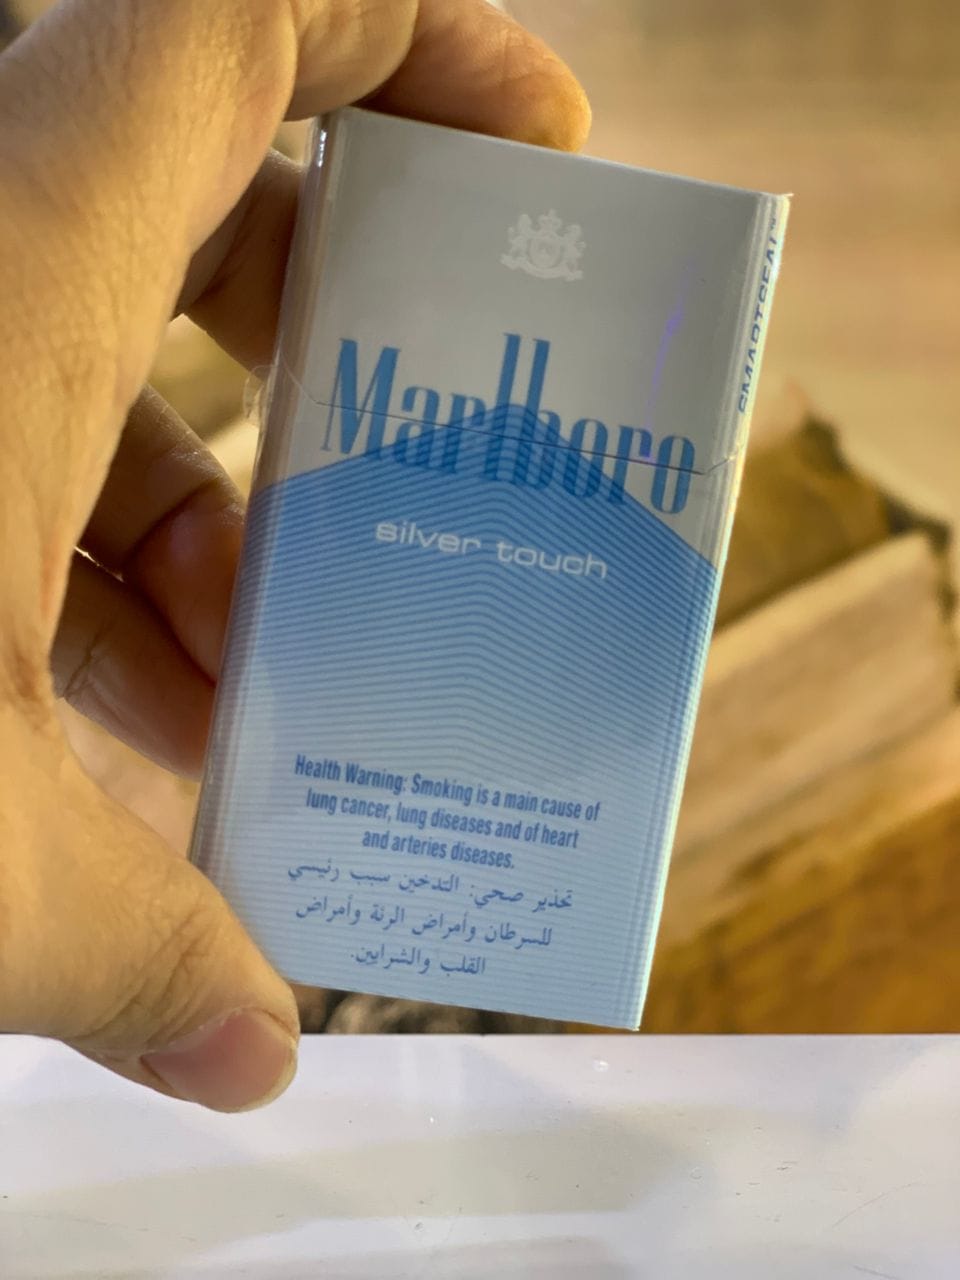 Marlboro
silver touch
Health Warning: Smoking is a main cause of
lung cancer, lung diseases and of heart
and arteries diseases.
تحذير صحي: التدخين سبب رئيسي
للسرطان وأمراض الرئة وأمراض
القلب والشرايين.
SMARTSEAL